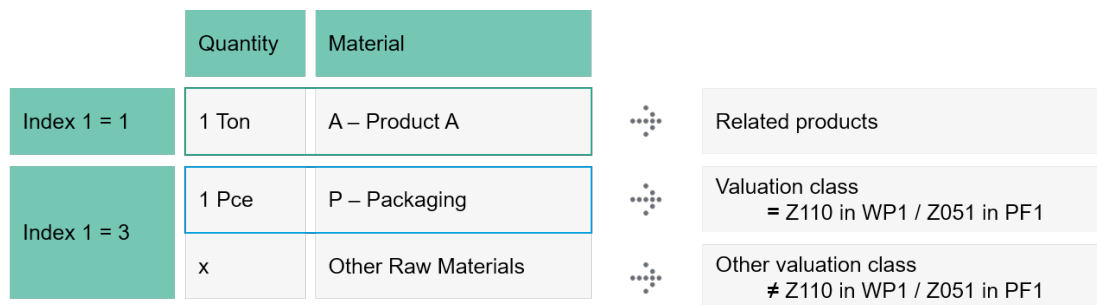 Quantity Material
Index 1 = 1 1 Ton A – Product A Related products
Index 1 = 3
1 Pce P – Packaging
Valuation class
= Z110 in WP1 / Z051 in PF1
x Other Raw Materials
Other valuation class
≠ Z110 in WP1 / Z051 in PF1